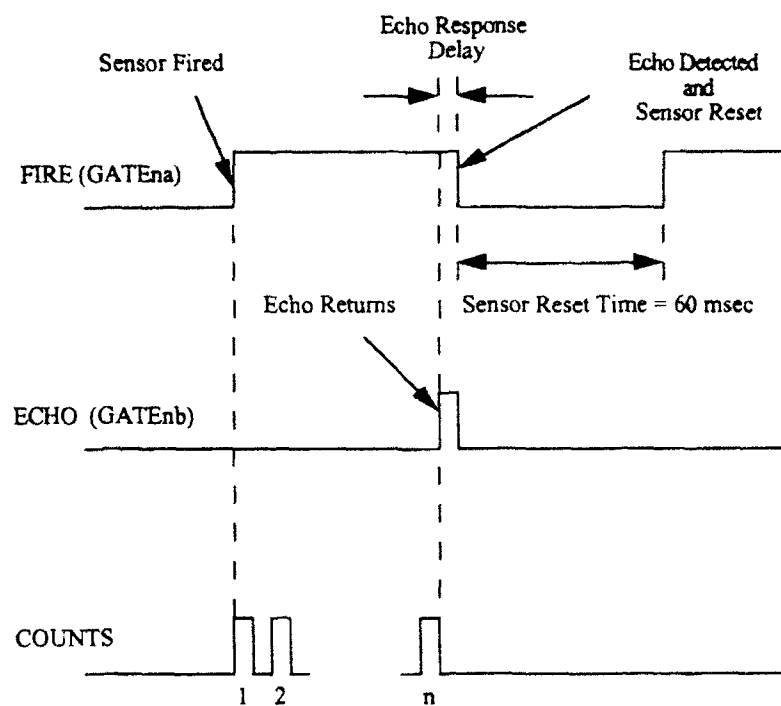 Echo Response
Delay
Sensor Fired
Echo Detected
and
Sensor Reset
FIRE (GATEna)
Echo Returns
Sensor Reset Time = 60 msec
ECHO (GATEnb)
COUNTS
1 2 n